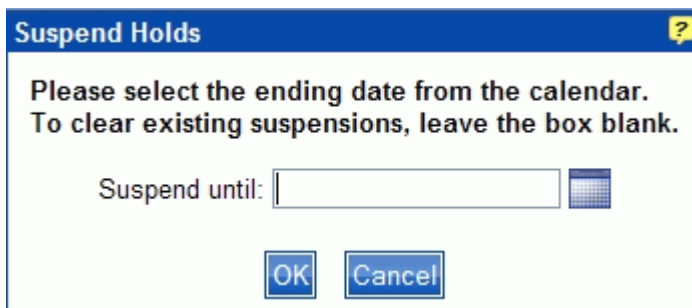 Suspend Holds
?
Please select the ending date from the calendar.
To clear existing suspensions, leave the box blank.
Suspend until:
OK Cancel